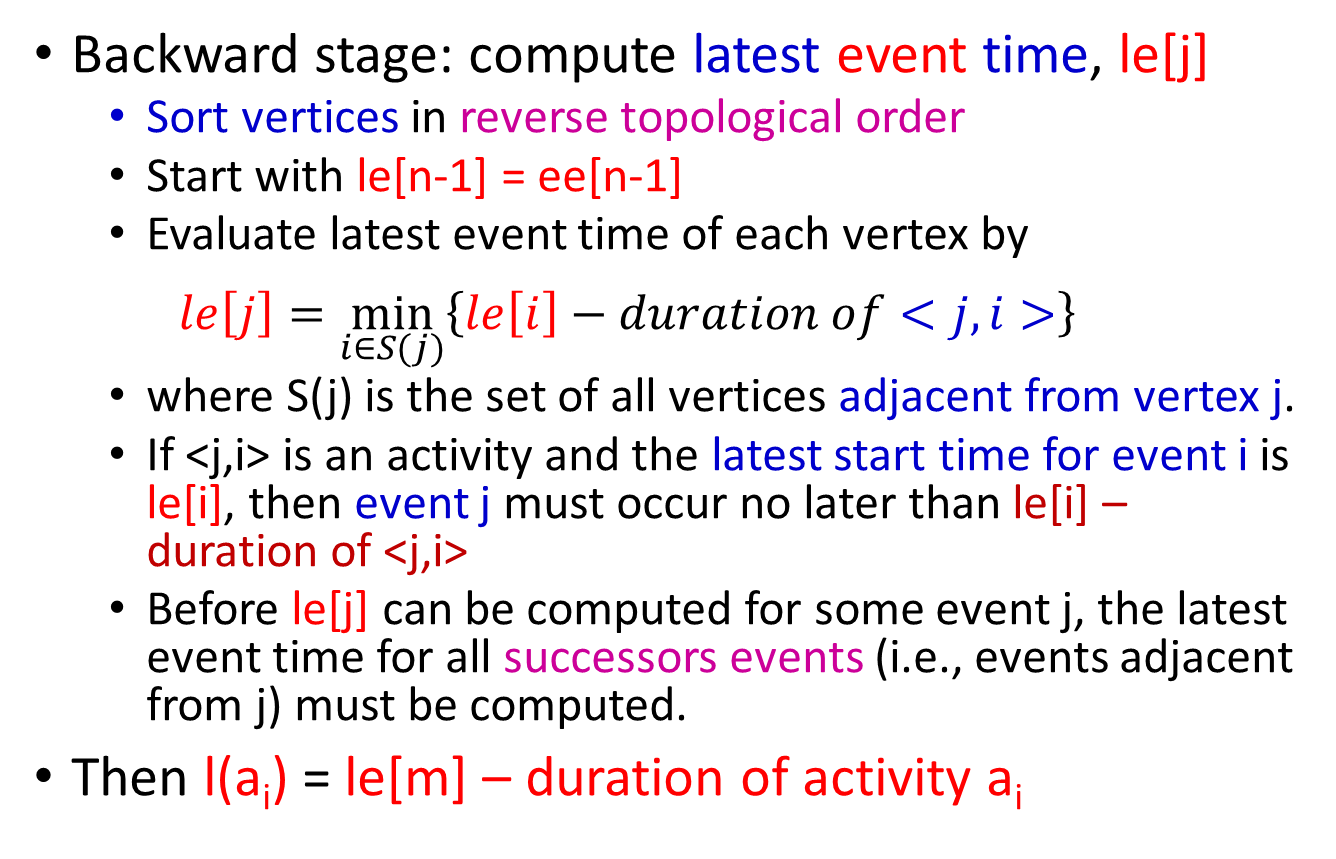 • Backward stage: compute latest event time, le[j]
• Sort vertices in reverse topological order
• Start with le[n-1] = ee[n-1]
• Evaluate latest event time of each vertex by
le[j] = min{le[i] − duration of < j, i >}
i∈S(j)
• where S(j) is the set of all vertices adjacent from vertex j.
• If <j,i> is an activity and the latest start time for event i is
le[i], then event j must occur no later than le[i] –
duration of <j,i>
• Before le[j] can be computed for some event j, the latest
event time for all successors events (i.e., events adjacent
from j) must be computed.
• Then l(ai) = le[m] – duration of activity ai